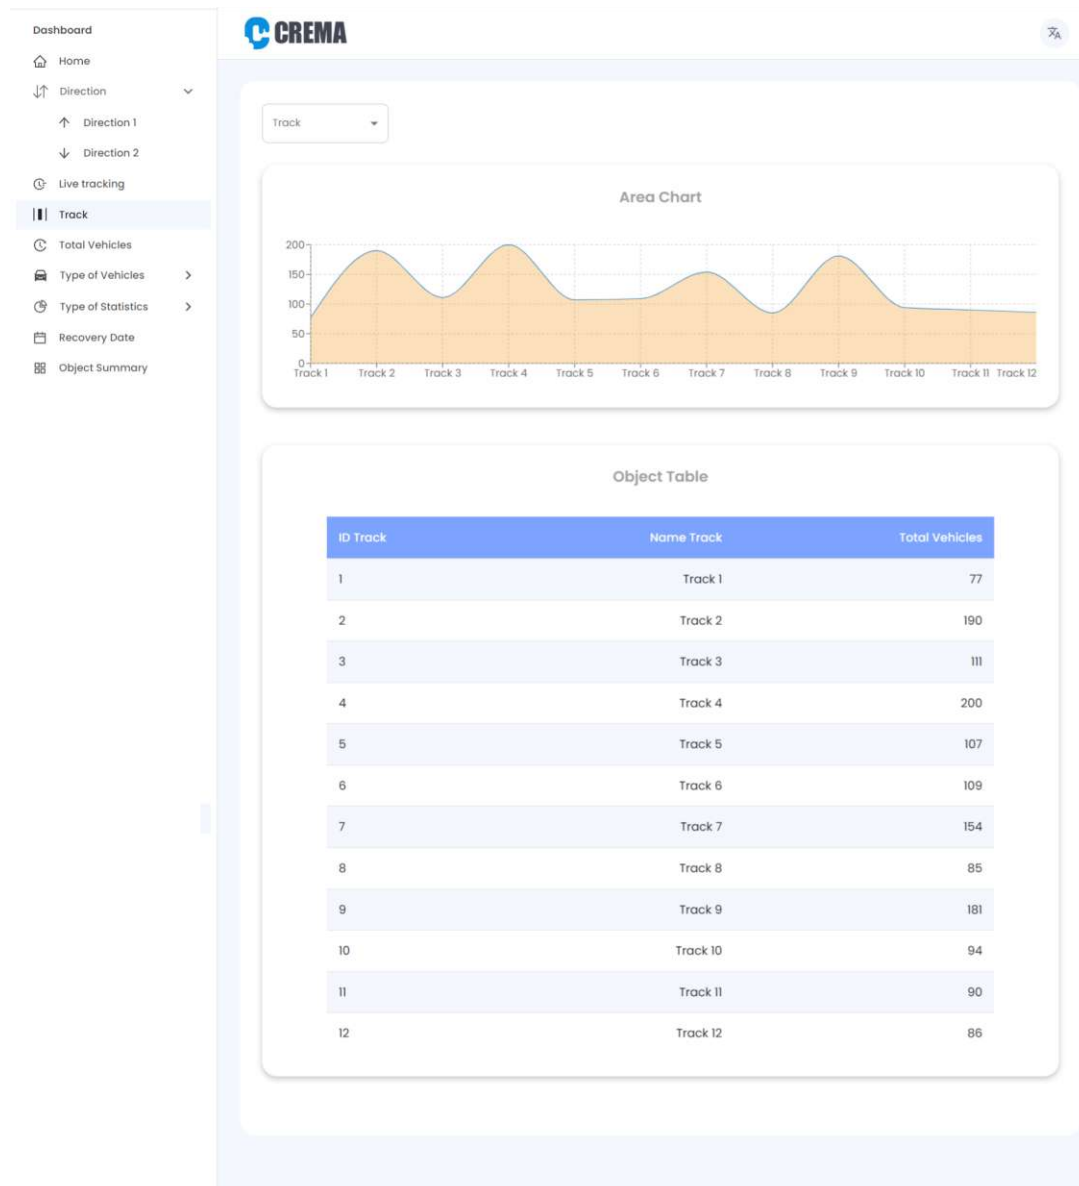 Dashboard
Home
Direction
Direction 1
Direction 2
Live tracking
Track
Total Vehicles
Type of Vehicles
Type of Statistics
Recovery Date
Object Summary
CREMA
Track
Area Chart
200
150
100
50
0
Track 1 Track 2 Track 3 Track 4 Track 5 Track 6 Track 7 Track 8 Track 9 Track 10 Track 11 Track 12
Object Table
ID Track Name Track Total Vehicles
1 Track 1 77
2 Track 2 190
3 Track 3 111
4 Track 4 200
5 Track 5 107
6 Track 6 109
7 Track 7 154
8 Track 8 85
9 Track 9 181
10 Track 10 94
11 Track 11 90
12 Track 12 86